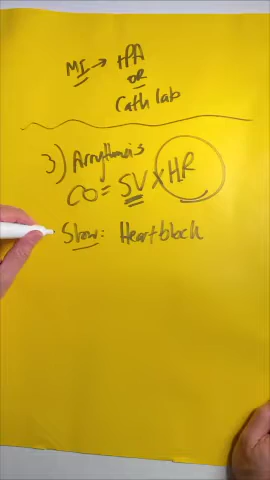 MI → tPA
OR
Cath lab
3) Arrythmias
CO = SV x HR
Slow: Heartblock